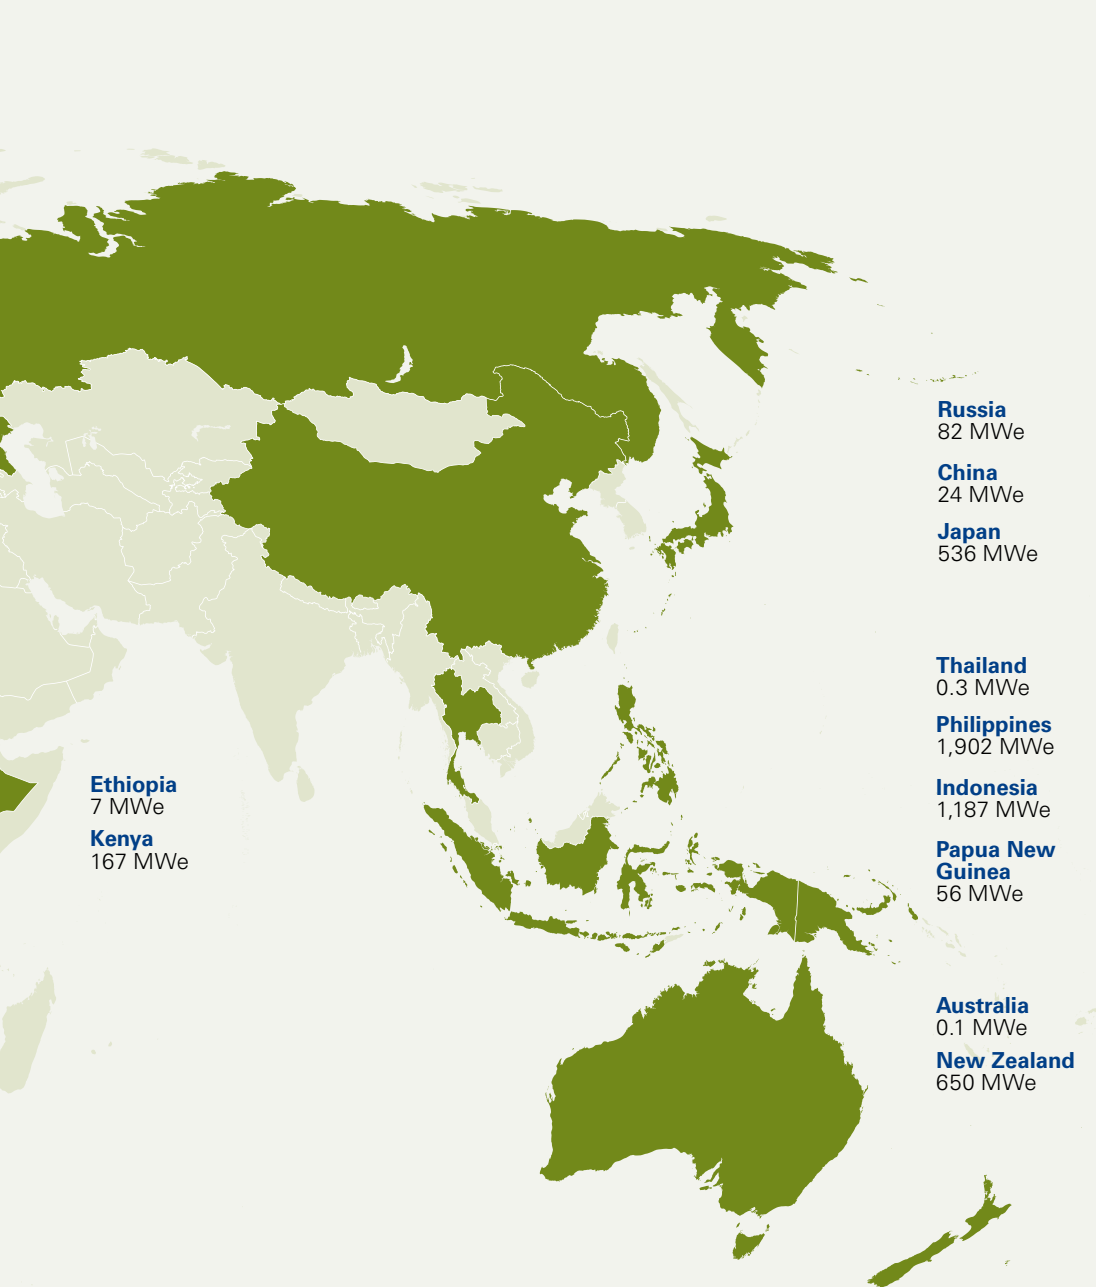 Russia
82 MWe
China
24 MWe
Japan
536 MWe
Thailand
0.3 MWe
Philippines
1,902 MWe
Indonesia
1,187 MWe
Papua New
Guinea
56 MWe
Ethiopia
7 MWe
Kenya
167 MWe
Australia
0.1 MWe
New Zealand
650 MWe